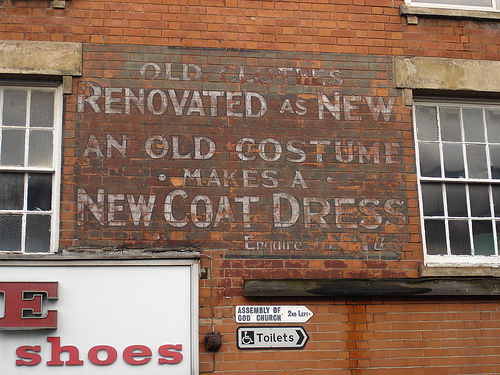 OLD CLOTHES
RENOVATED AS NEW
AN OLD COSTUME
• MAKES A •
NEW COAT DRESS
Enquire
E
shoes
ASSEMBLY OF
GOD CHURCH 2ND LEFT
Toilets